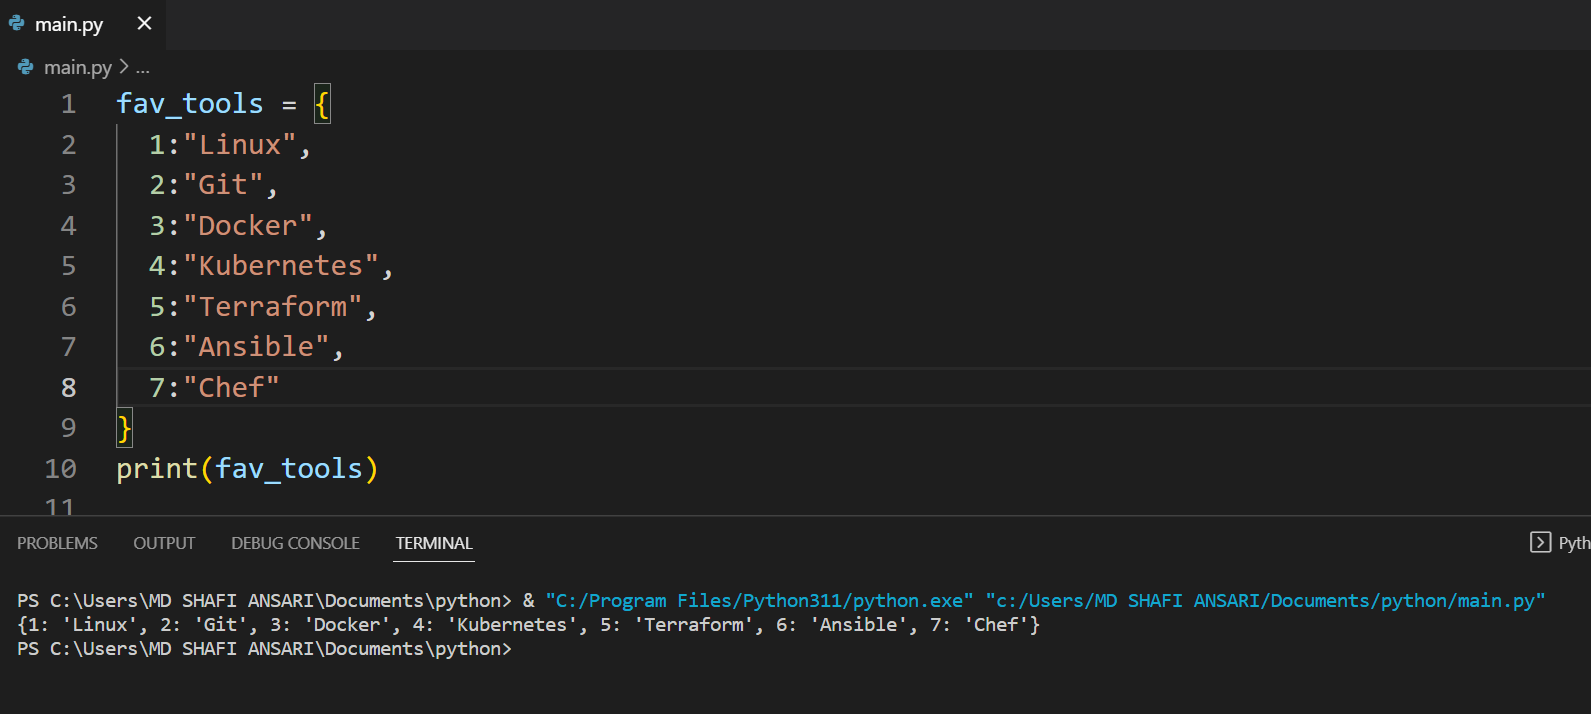 main.py ×
main.py > ...
1 fav_tools = {
2 1:"Linux",
3 2:"Git",
4 3:"Docker",
5 4:"Kubernetes",
6 5:"Terraform",
7 6:"Ansible",
8 7:"Chef"
9 }
10 print(fav_tools)
11
PROBLEMS OUTPUT DEBUG CONSOLE TERMINAL Pyth
PS C:\Users\MD SHAFI ANSARI\Documents\python> & "C:/Program Files/Python311/python.exe" "c:/Users/MD SHAFI ANSARI/Documents/python/main.py"
{1: 'Linux', 2: 'Git', 3: 'Docker', 4: 'Kubernetes', 5: 'Terraform', 6: 'Ansible', 7: 'Chef'}
PS C:\Users\MD SHAFI ANSARI\Documents\python>